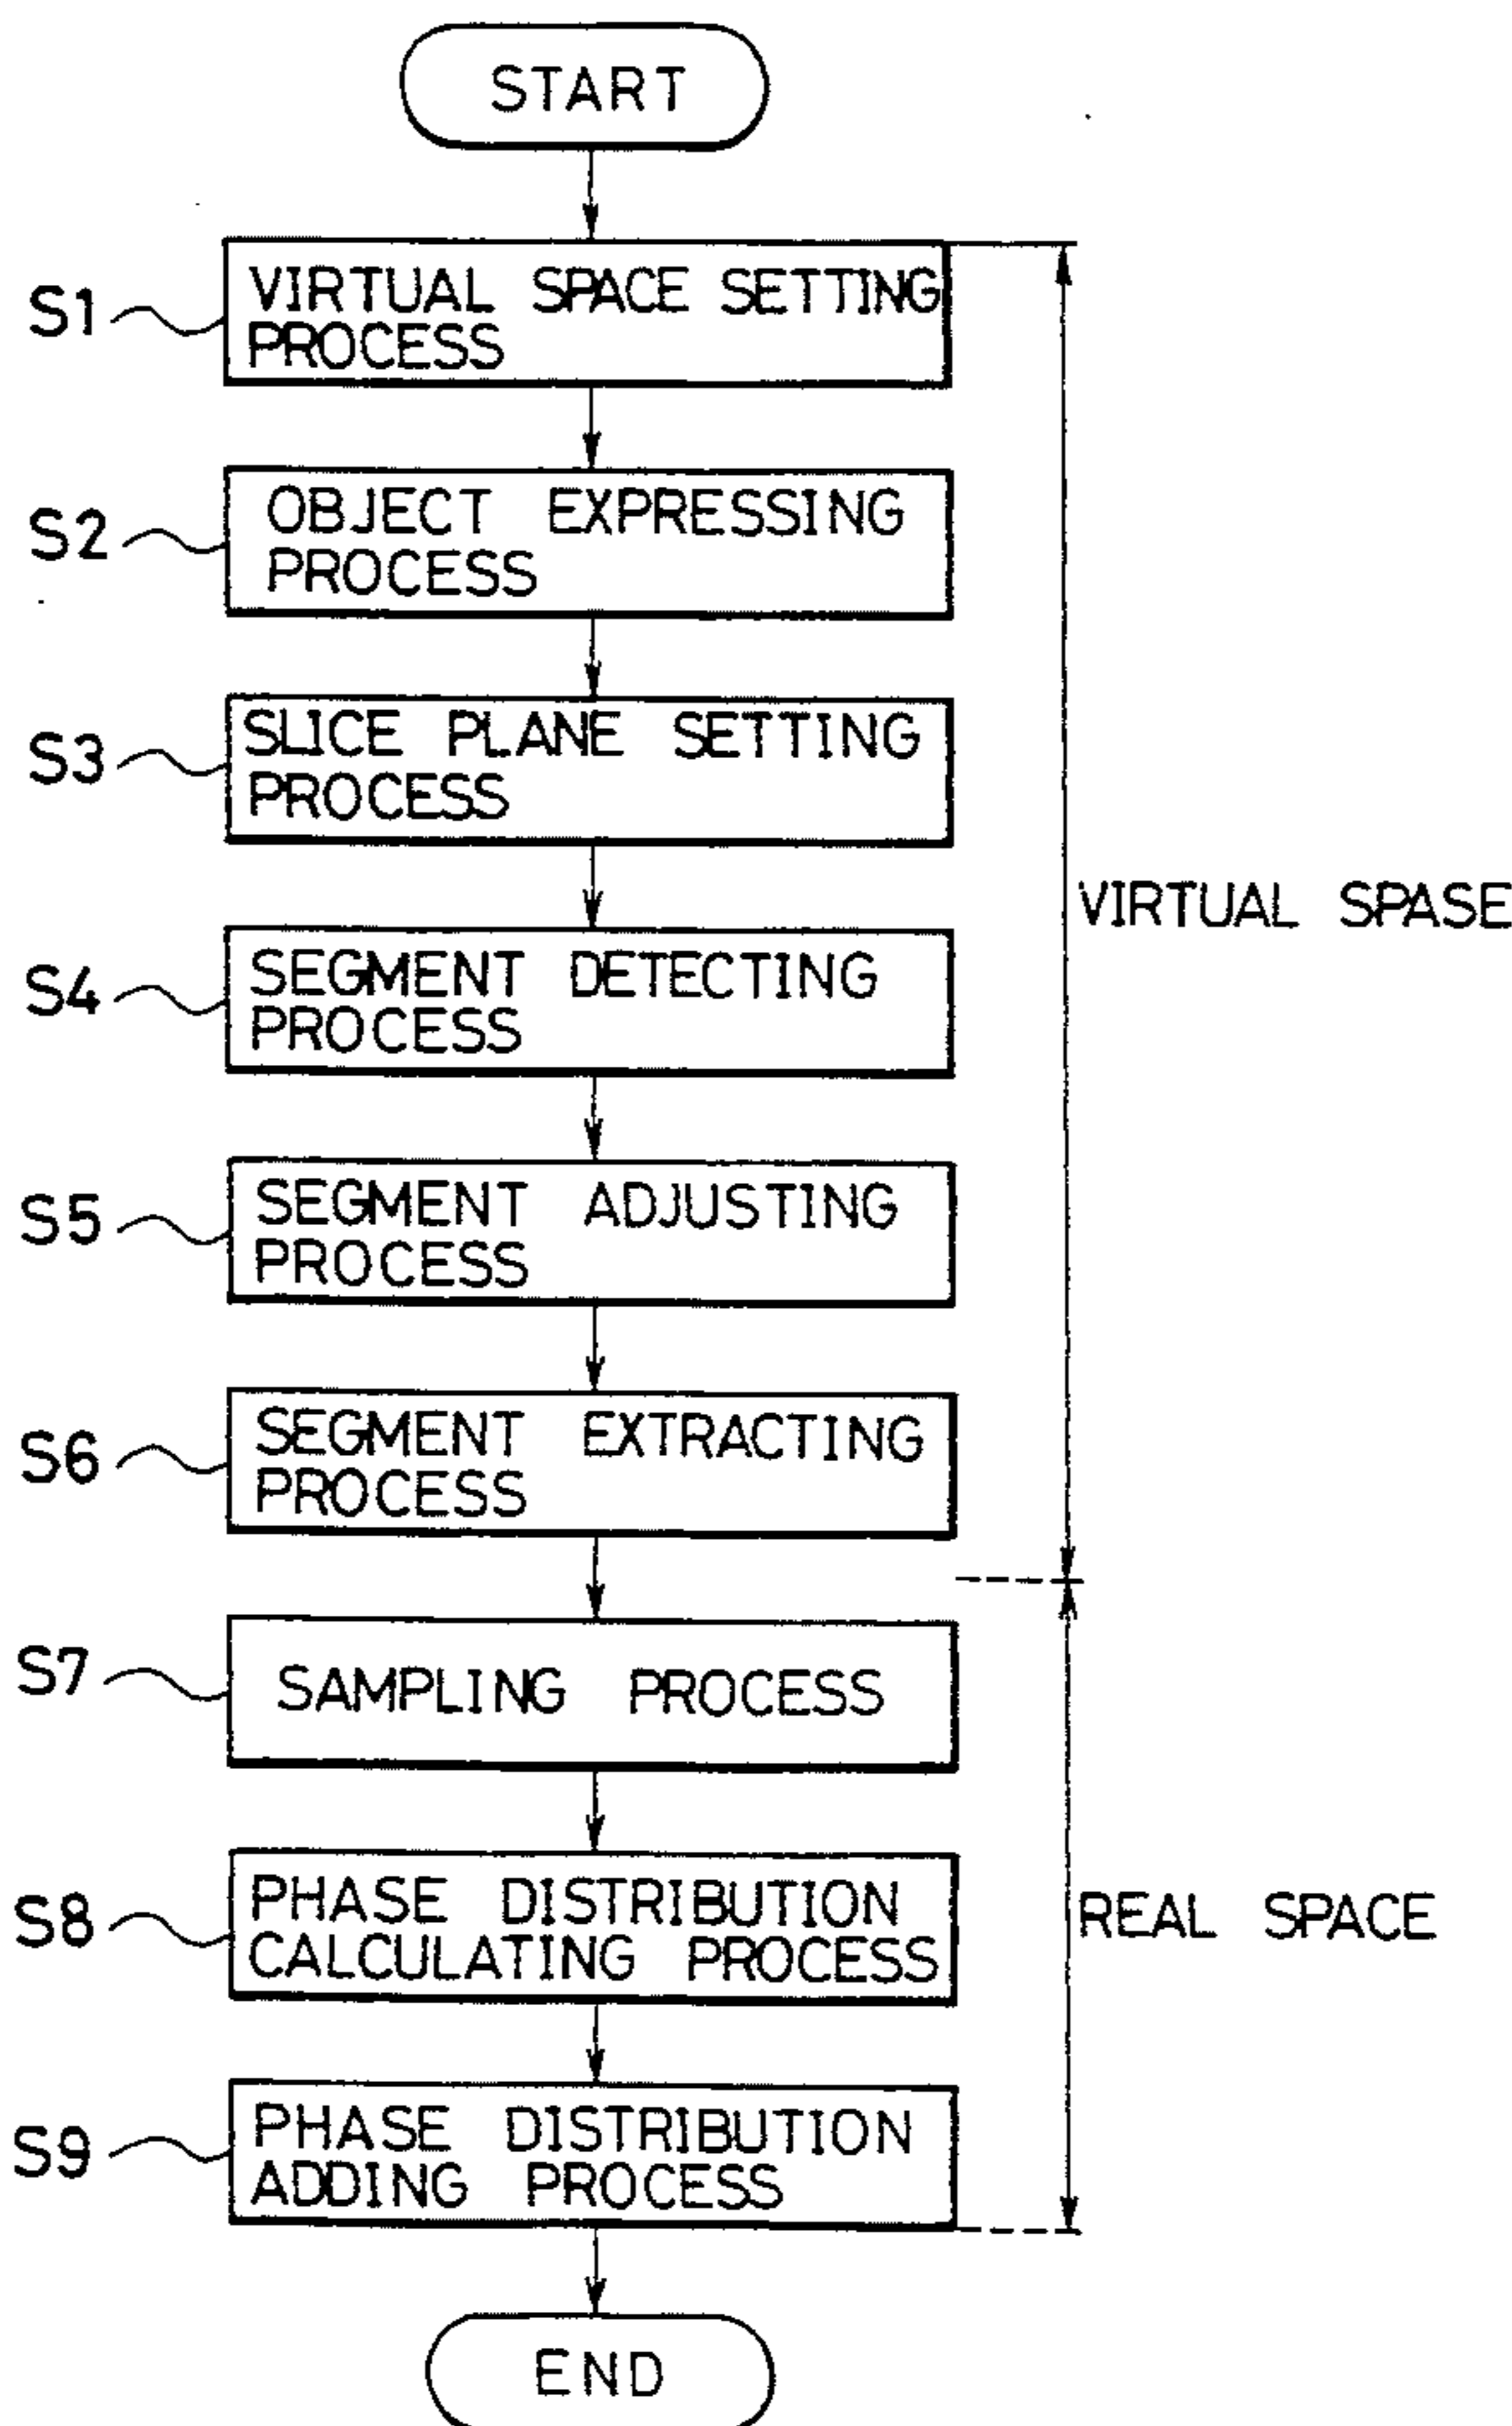 START
S1
VIRTUAL SPACE SETTING
PROCESS
S2
OBJECT EXPRESSING
PROCESS
S3
SLICE PLANE SETTING
PROCESS
VIRTUAL SPASE
S4
SEGMENT DETECTING
PROCESS
S5
SEGMENT ADJUSTING
PROCESS
S6
SEGMENT EXTRACTING
PROCESS
S7
SAMPLING PROCESS
S8
PHASE DISTRIBUTION
CALCULATING PROCESS
REAL SPACE
S9
PHASE DISTRIBUTION
ADDING PROCESS
END